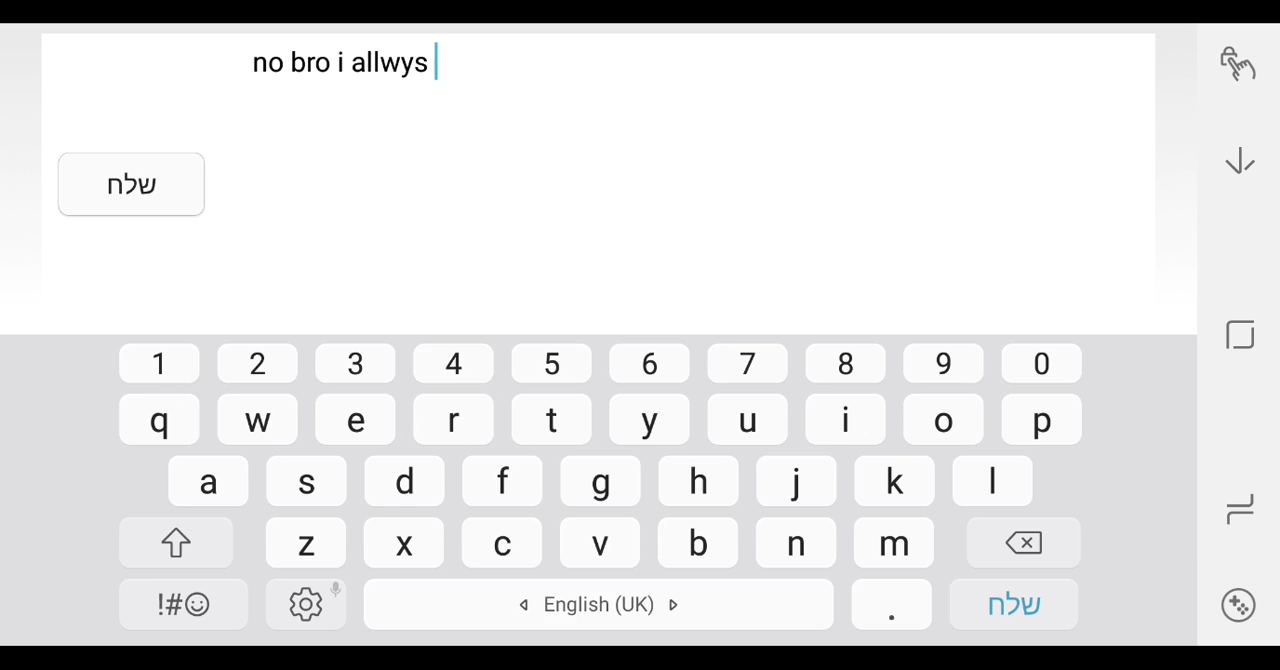 no bro i allwys
שלח
1 2 3 4 5 6 7 8 9 0
q w e r t y u i o p
a s d f g h j k l
z x c v b n m
!#☺ English (UK) . שלח